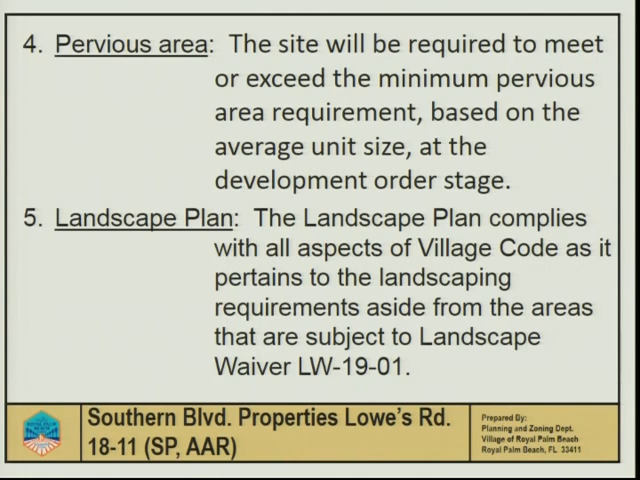 4. Pervious area: The site will be required to meet
or exceed the minimum pervious
area requirement, based on the
average unit size, at the
development order stage.
5. Landscape Plan: The Landscape Plan complies
with all aspects of Village Code as it
pertains to the landscaping
requirements aside from the areas
that are subject to Landscape
Waiver LW-19-01.
Southern Blvd. Properties Lowe's Rd.
18-11 (SP, AAR)
Prepared By:
Planning and Zoning Dept.
Village of Royal Palm Beach
Royal Palm Beach, FL 33411